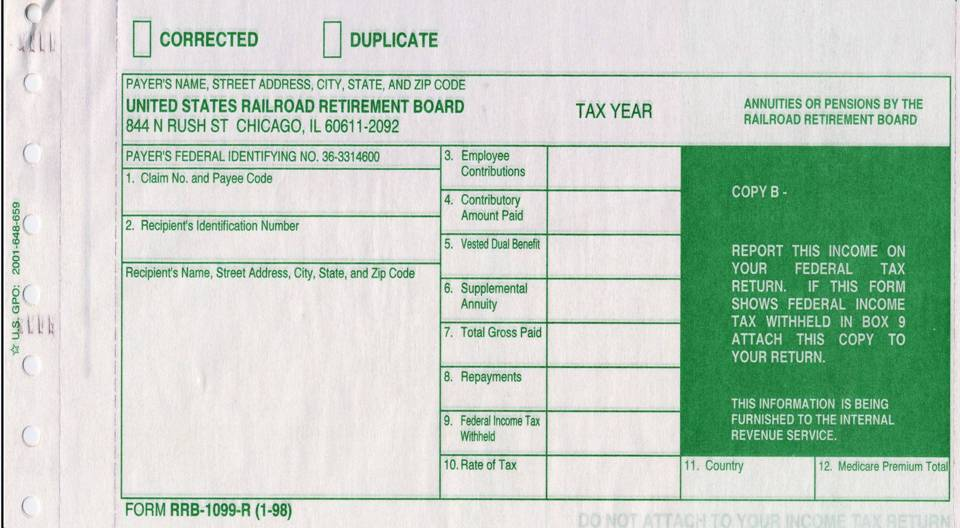 CORRECTED
DUPLICATE
PAYER'S NAME, STREET ADDRESS, CITY, STATE, AND ZIP CODE
UNITED STATES RAILROAD RETIREMENT BOARD
844 N RUSH ST CHICAGO, IL 60611-2092
TAX YEAR
ANNUITIES OR PENSIONS BY THE
RAILROAD RETIREMENT BOARD
PAYER'S FEDERAL IDENTIFYING NO. 36-3314600
1. Claim No. and Payee Code
2. Recipient's Identification Number
Recipient's Name, Street Address, City, State, and Zip Code
3. Employee
Contributions
4. Contributory
Amount Paid
5. Vested Dual Benefit
6. Supplemental
Annuity
7. Total Gross Paid
8. Repayments
9. Federal Income Tax
Withheld
10. Rate of Tax
COPY B -
REPORT THIS INCOME ON
YOUR FEDERAL TAX
RETURN. IF THIS FORM
SHOWS FEDERAL INCOME
TAX WITHHELD IN BOX 9
ATTACH THIS COPY TO
YOUR RETURN.
THIS INFORMATION IS BEING
FURNISHED TO THE INTERNAL
REVENUE SERVICE.
11. Country
12. Medicare Premium Total
FORM RRB-1099-R (1-98)
DO NOT ATTACH TO YOUR INCOME TAX RETURN
☆ U.S. GPO: 2001-648-659